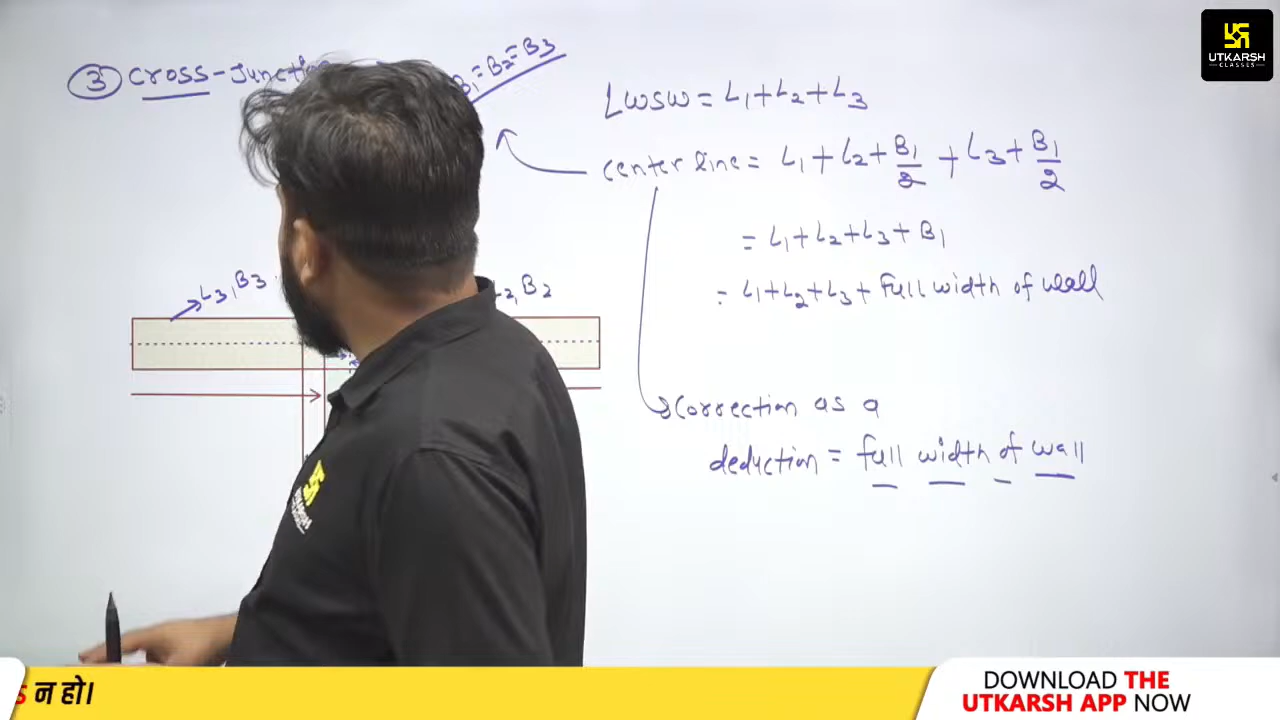 ③ Cross-Junction
B₁=B₂=B₃
LWSW = L₁+L₂+L₃
Center line = L₁+L₂+B₁/2 + L₃+B₁/2
= L₁+L₂+L₃+B₁
= L₁+L₂+L₃+Full width of wall
L₃,B₃
₂,B₂
Correction as a
deduction = full width of wall
UTKARSH
CLASSES
न हो।
DOWNLOAD THE
UTKARSH APP NOW